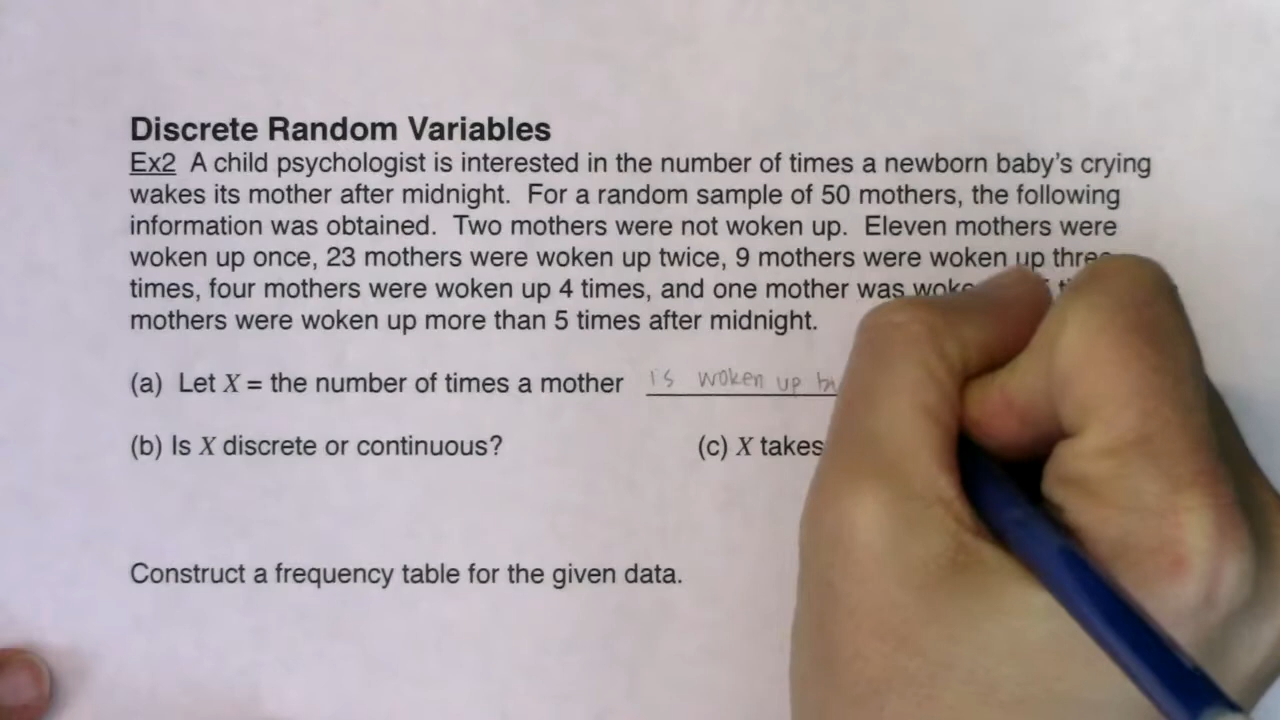 Discrete Random Variables
Ex2 A child psychologist is interested in the number of times a newborn baby's crying
wakes its mother after midnight. For a random sample of 50 mothers, the following
information was obtained. Two mothers were not woken up. Eleven mothers were
woken up once, 23 mothers were woken up twice, 9 mothers were woken up three
times, four mothers were woken up 4 times, and one mother was
mothers were woken up more than 5 times after midnight.
(a) Let X = the number of times a mother is woken up
(b) Is X discrete or continuous? (c) X takes
Construct a frequency table for the given data.